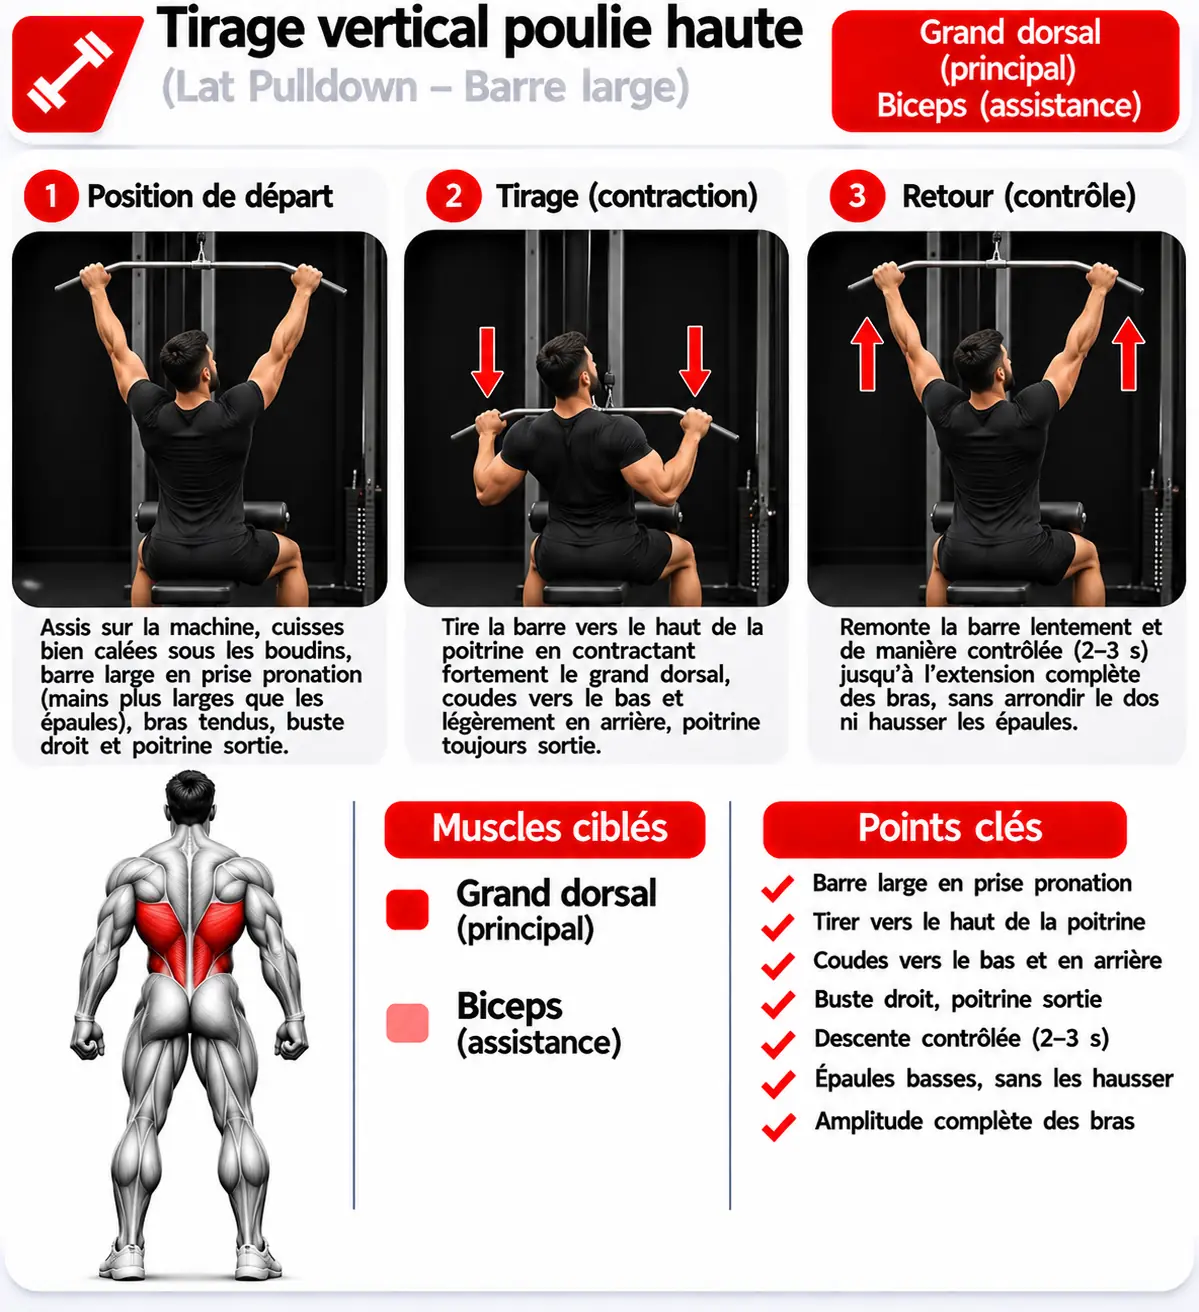 Tirage vertical poulie haute
(Lat Pulldown – Barre large)
Grand dorsal
(principal)
Biceps (assistance)
1 Position de départ
Assis sur la machine, cuisses
bien calées sous les boudins,
barre large en prise pronation
(mains plus larges que les
épaules), bras tendus, buste
droit et poitrine sortie.
2 Tirage (contraction)
Tire la barre vers le haut de la
poitrine en contractant
fortement le grand dorsal,
coudes vers le bas et
légèrement en arrière, poitrine
toujours sortie.
3 Retour (contrôle)
Remonte la barre lentement et
de manière contrôlée (2–3 s)
jusqu'à l'extension complète
des bras, sans arrondir le dos
ni hausser les épaules.
Muscles ciblés
Grand dorsal
(principal)
Biceps
(assistance)
Points clés
Barre large en prise pronation
Tirer vers le haut de la poitrine
Coudes vers le bas et en arrière
Buste droit, poitrine sortie
Descente contrôlée (2–3 s)
Épaules basses, sans les hausser
Amplitude complète des bras